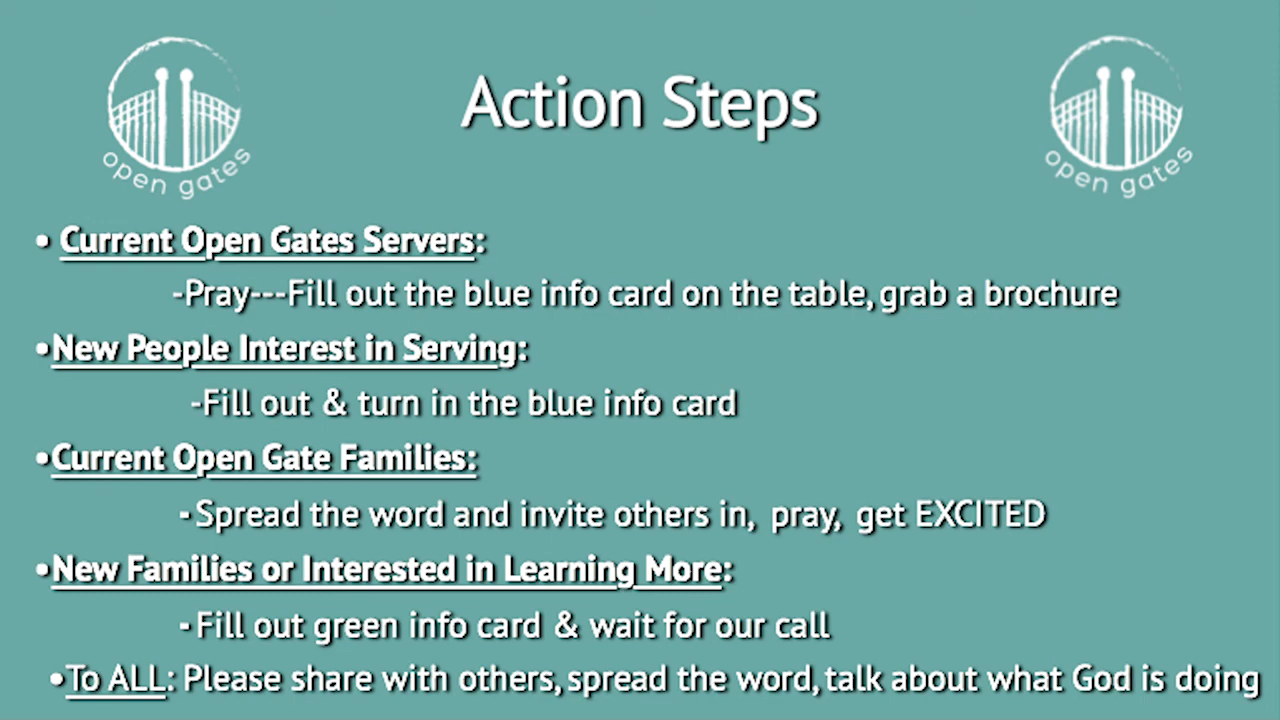 open gates
Action Steps
open gates
• Current Open Gates Servers:
-Pray---Fill out the blue info card on the table, grab a brochure
•New People Interest in Serving:
-Fill out & turn in the blue info card
•Current Open Gate Families:
- Spread the word and invite others in, pray, get EXCITED
•New Families or Interested in Learning More:
- Fill out green info card & wait for our call
•To ALL: Please share with others, spread the word, talk about what God is doing